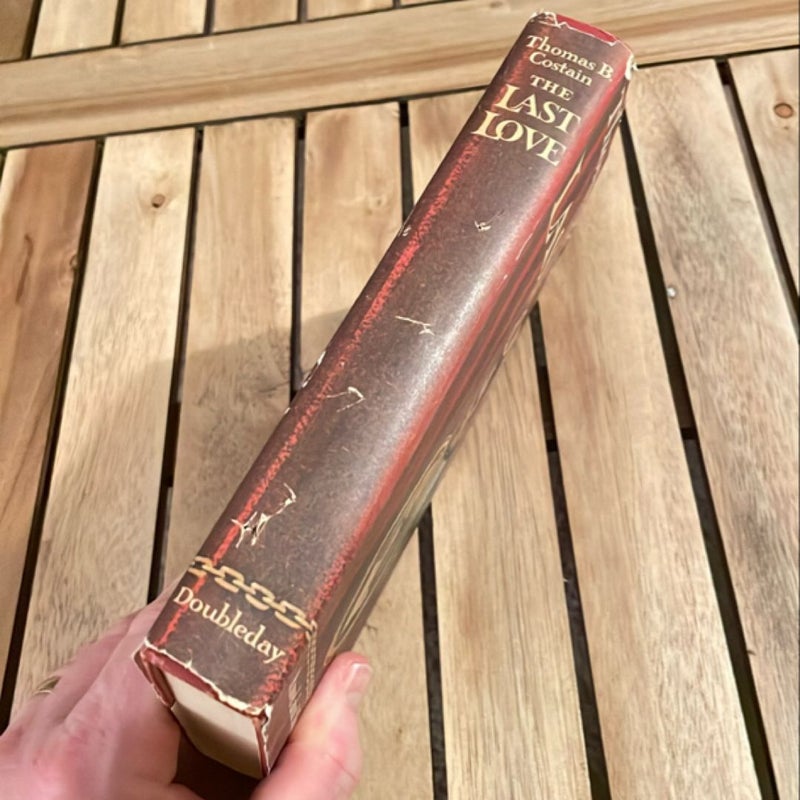 Thomas B.
Costain
THE
LAST
LOVE
Doubleday